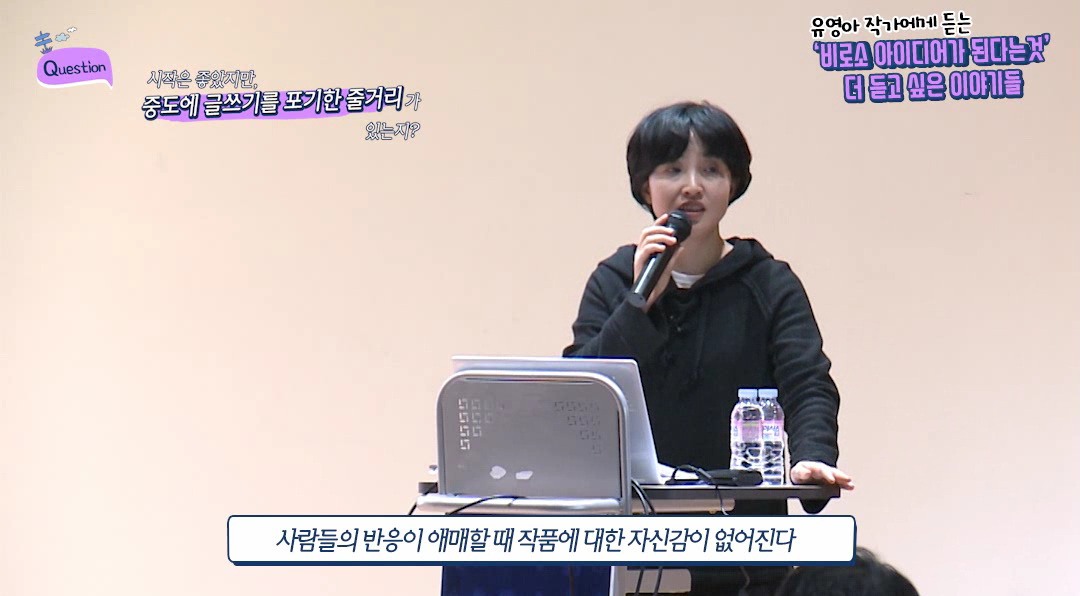 Question
시작은 좋았지만,
중도에 글쓰기를 포기한 줄거리가
있는지?
유영아 작가에게 듣는
'비로소 아이디어가 된다는것'
더 듣고 싶은 이야기들
사람들의 반응이 애매할 때 작품에 대한 자신감이 없어진다